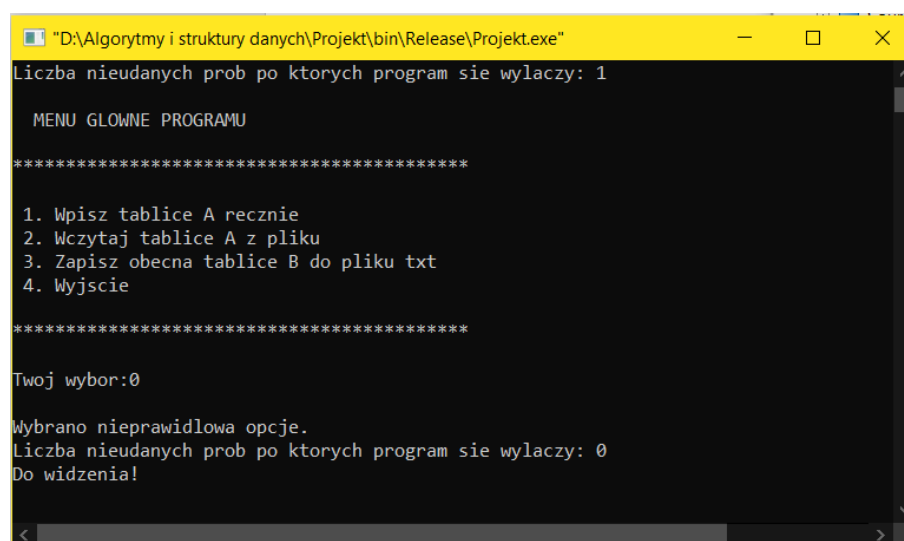 "D:\Algorytmy i struktury danych\Projekt\bin\Release\Projekt.exe"
Liczba nieudanych prob po ktorych program sie wylaczy: 1
MENU GLOWNE PROGRAMU
*******************************************
1. Wpisz tablice A recznie
2. Wczytaj tablice A z pliku
3. Zapisz obecna tablice B do pliku txt
4. Wyjscie
*******************************************
Twoj wybor:0
Wybrano nieprawidlowa opcje.
Liczba nieudanych prob po ktorych program sie wylaczy: 0
Do widzenia!